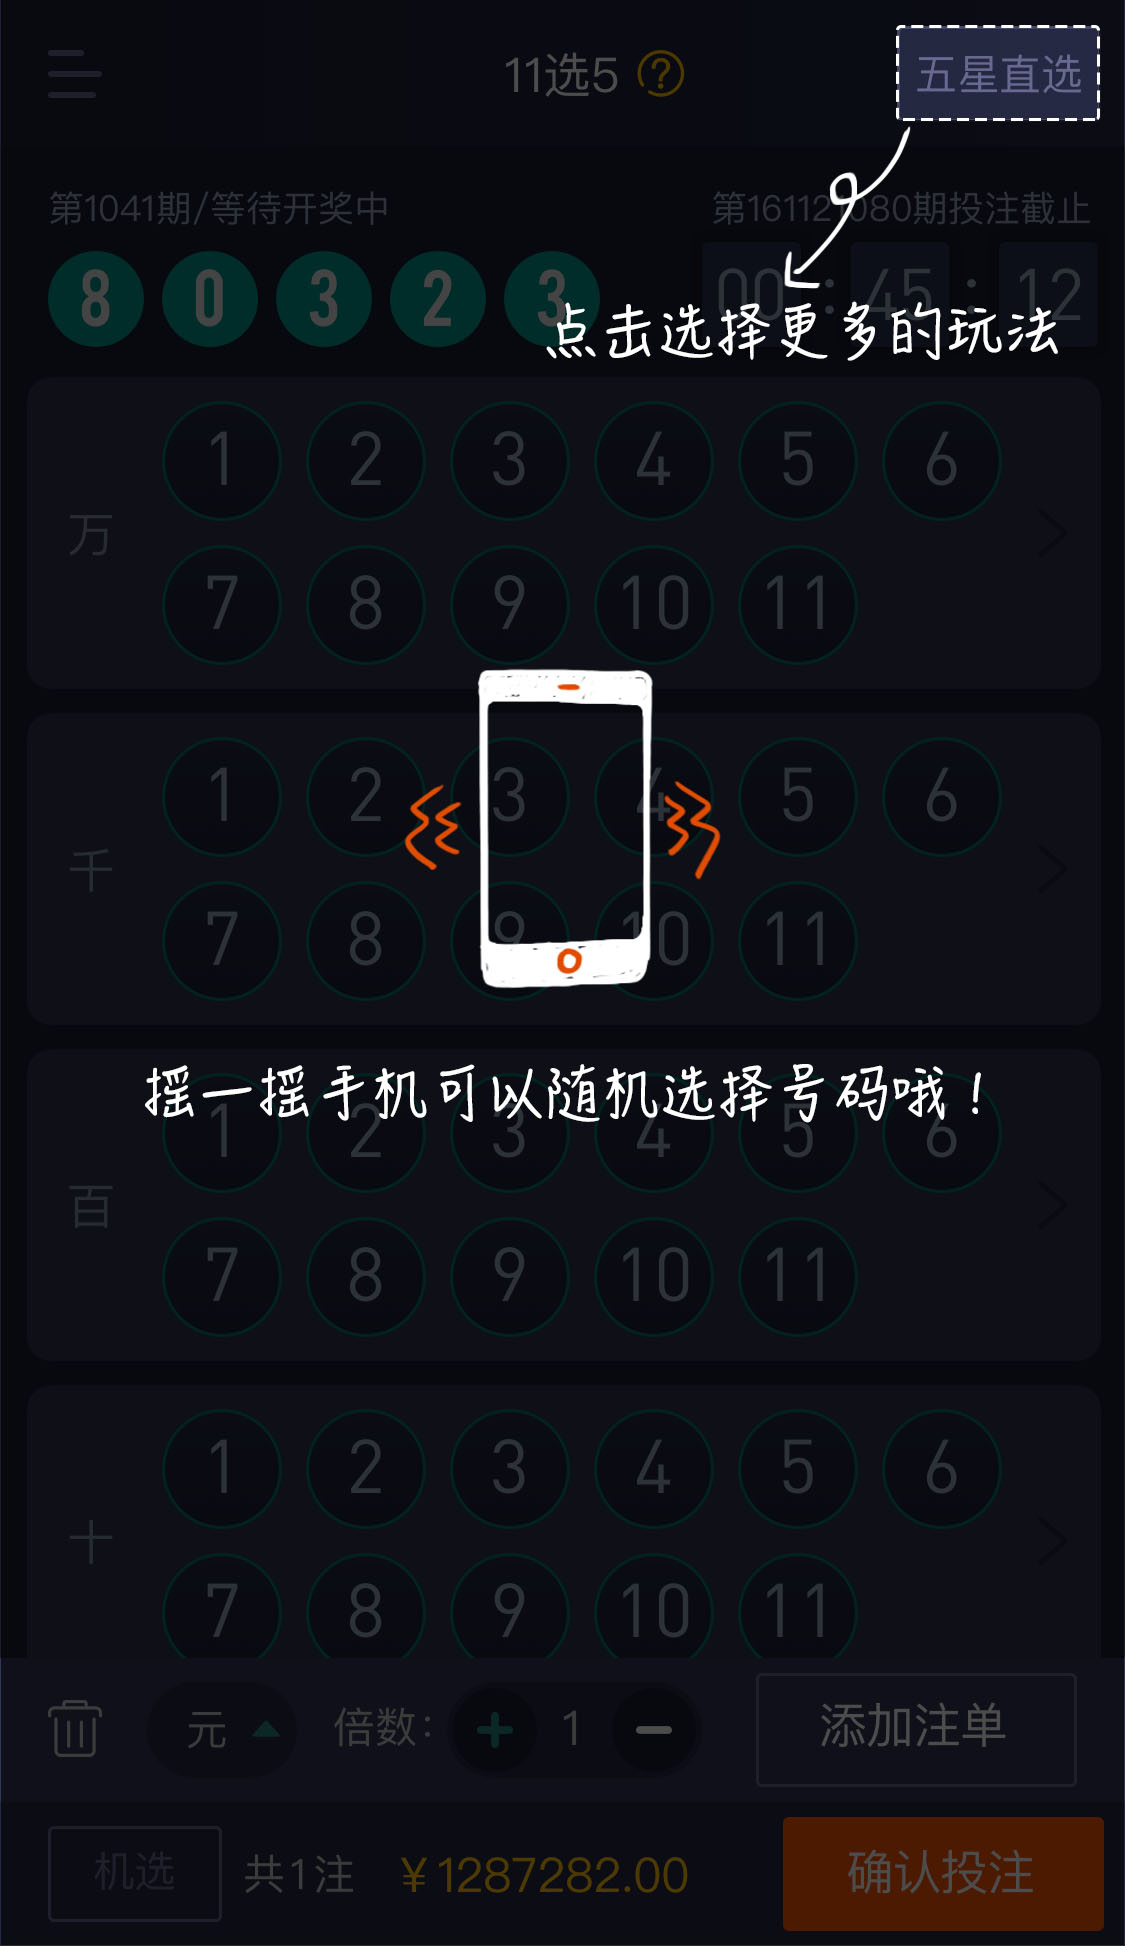 11选5 ?
五星直选
第1041期/等待开奖中
第161121080期投注截止
8 0 3 2 3
00 : 45 : 12
点击选择更多的玩法
1 2 3 4 5 6
万
7 8 9 10 11
1 2 3 4 5 6
千
7 8 9 10 11
摇一摇手机可以随机选择号码哦！
1 2 3 4 5 6
百
7 8 9 10 11
1 2 3 4 5 6
十
7 8 9 10 11
元 倍数: + 1 − 添加注单
机选 共1注 ¥1287282.00 确认投注